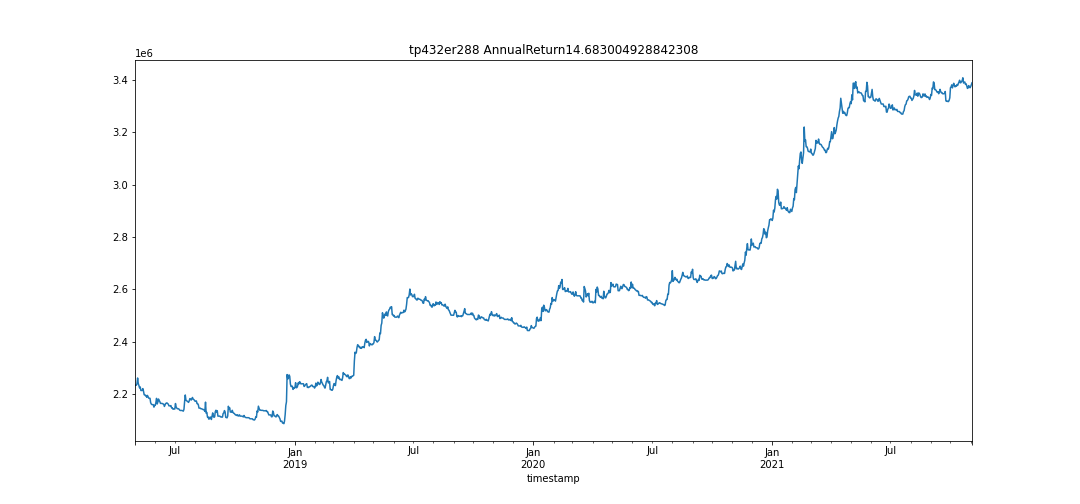 tp432er288 AnnualReturn14.683004928842308
1e6
3.4
3.2
3.0
2.8
2.6
2.4
2.2
Jul Jan Jul Jan Jul Jan Jul
2019 2020 2021
timestamp